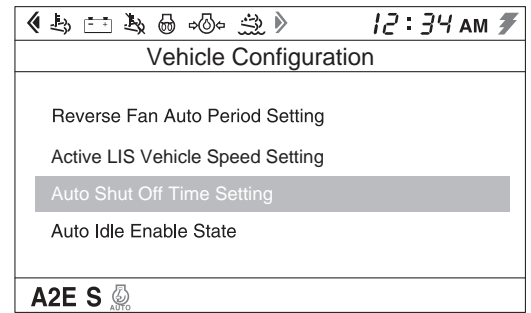 12:34 AM
Vehicle Configuration
Reverse Fan Auto Period Setting
Active LIS Vehicle Speed Setting
Auto Shut Off Time Setting
Auto Idle Enable State
A2E S AUTO